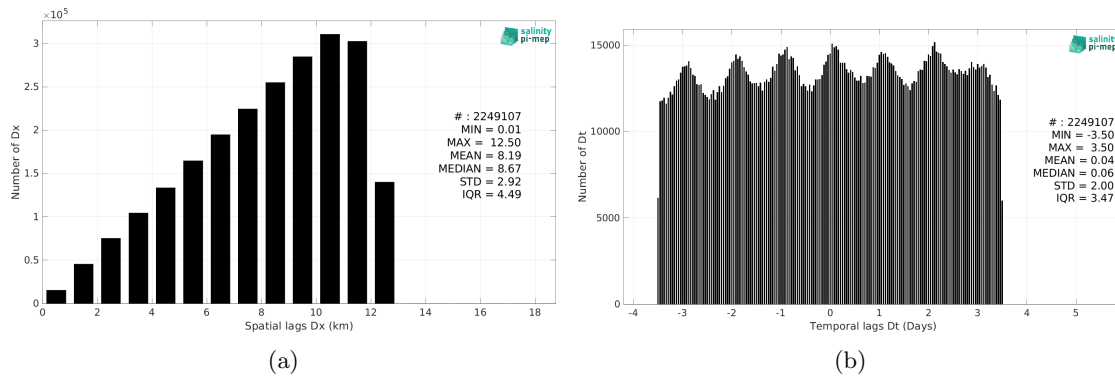 ×10⁵
3
2.5
2
1.5
1
0.5
0
Number of Dx
0 2 4 6 8 10 12 14 16 18
Spatial lags Dx (km)
salinity
pi-mep
# : 2249107
MIN = 0.01
MAX = 12.50
MEAN = 8.19
MEDIAN = 8.67
STD = 2.92
IQR = 4.49
(a)
15000
10000
5000
0
Number of Dt
-4 -3 -2 -1 0 1 2 3 4 5
Temporal lags Dt (Days)
salinity
pi-mep
# : 2249107
MIN = -3.50
MAX = 3.50
MEAN = 0.04
MEDIAN = 0.06
STD = 2.00
IQR = 3.47
(b)